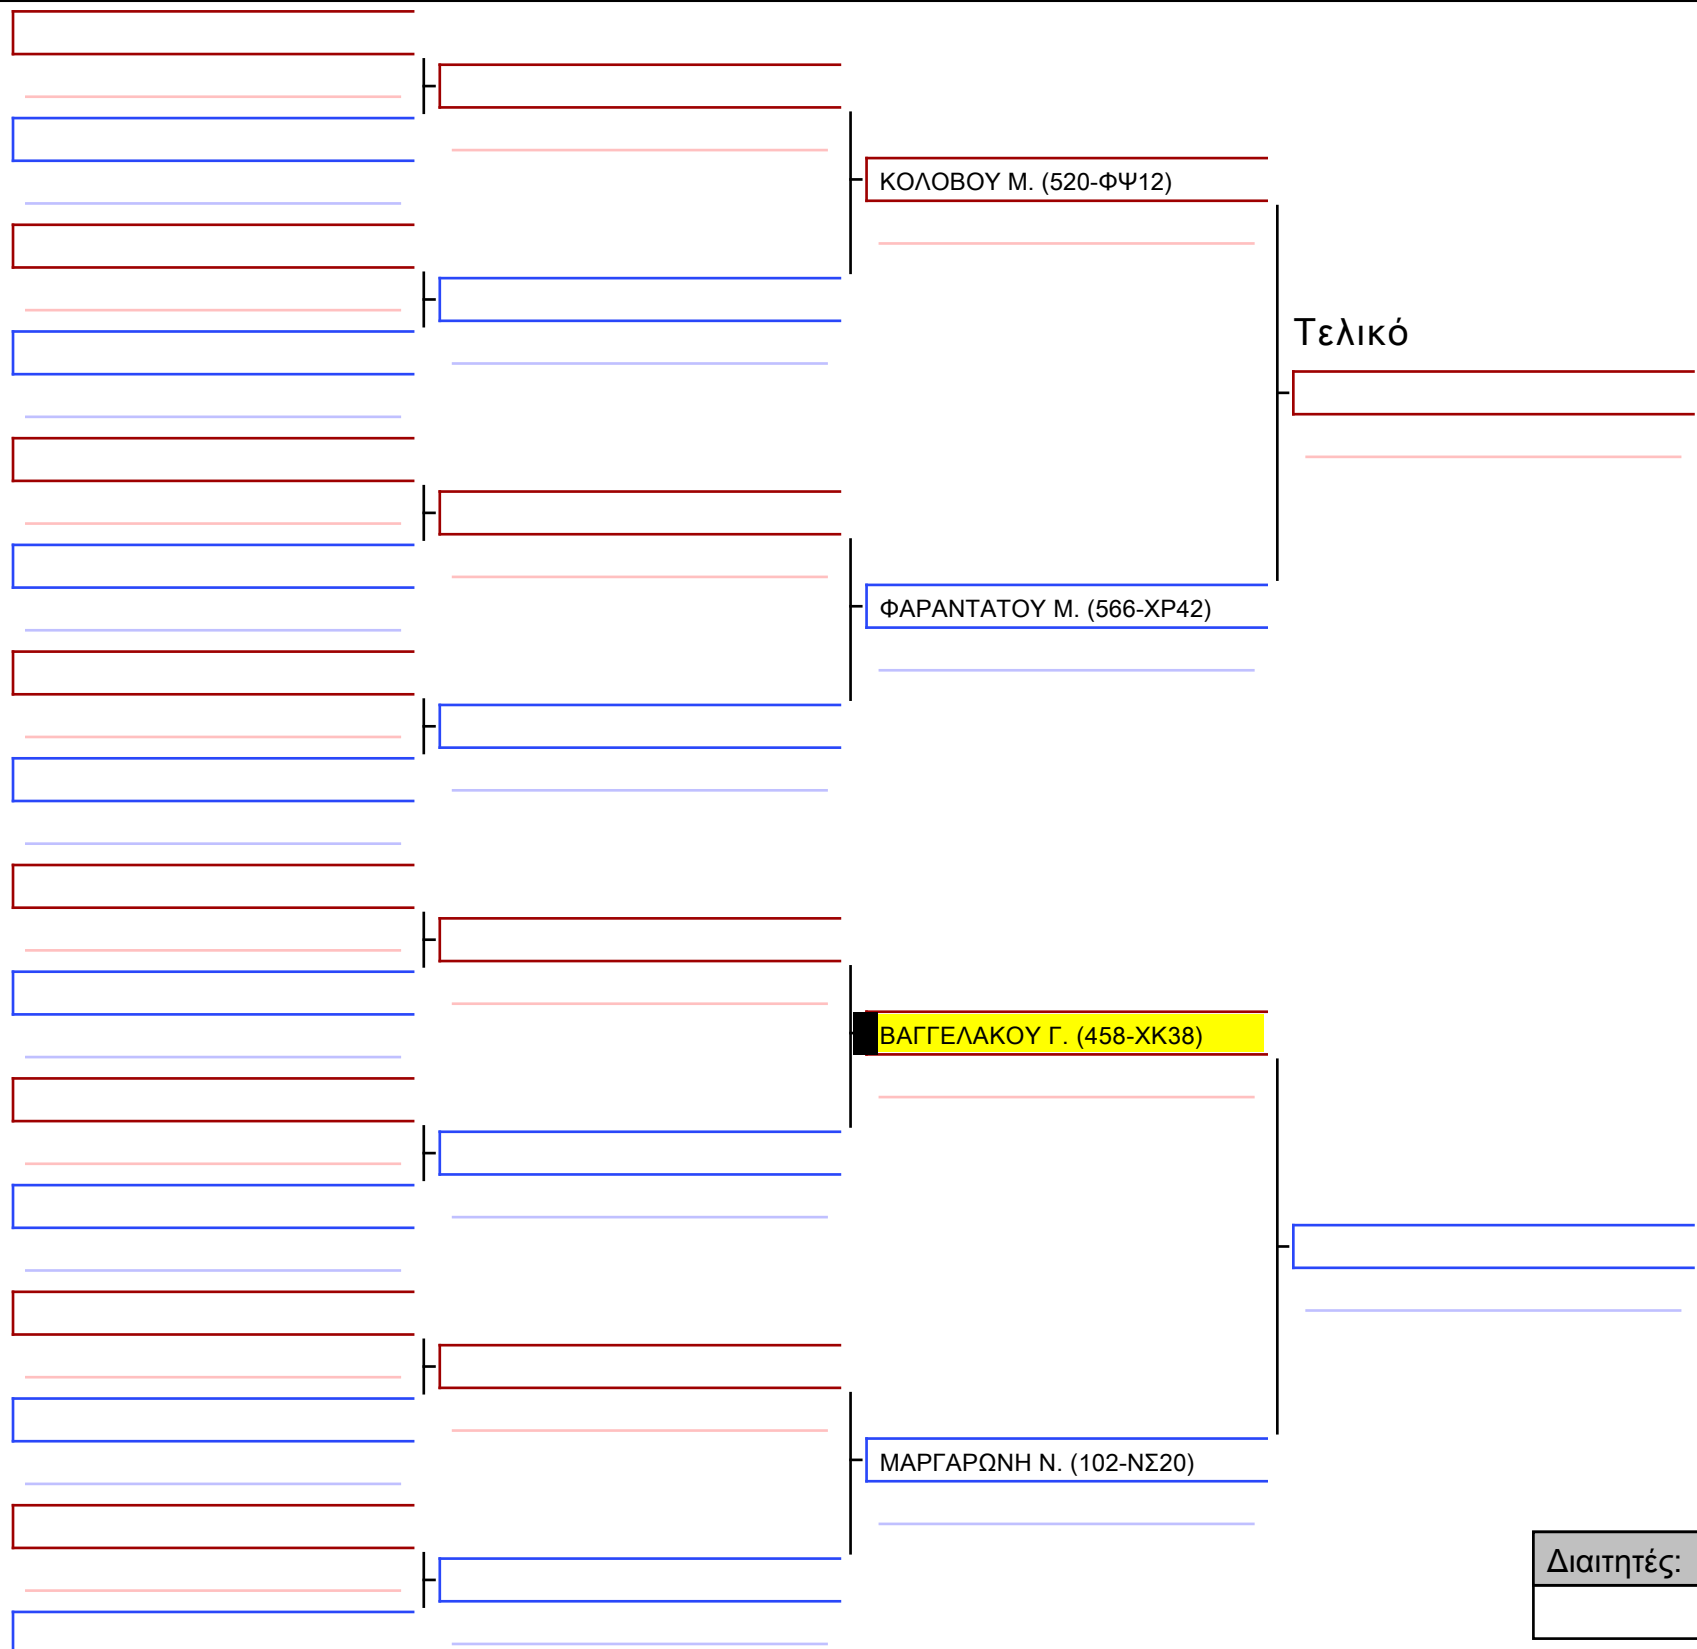 ΚΟΛΟΒΟΥ Μ. (520-ΦΨ12)
Τελικό
ΦΑΡΑΝΤΑΤΟΥ Μ. (566-ΧΡ42)
ΒΑΓΓΕΛΑΚΟΥ Γ. (458-ΧΚ38)
ΜΑΡΓΑΡΩΝΗ Ν. (102-ΝΣ20)
Διαιτητές: